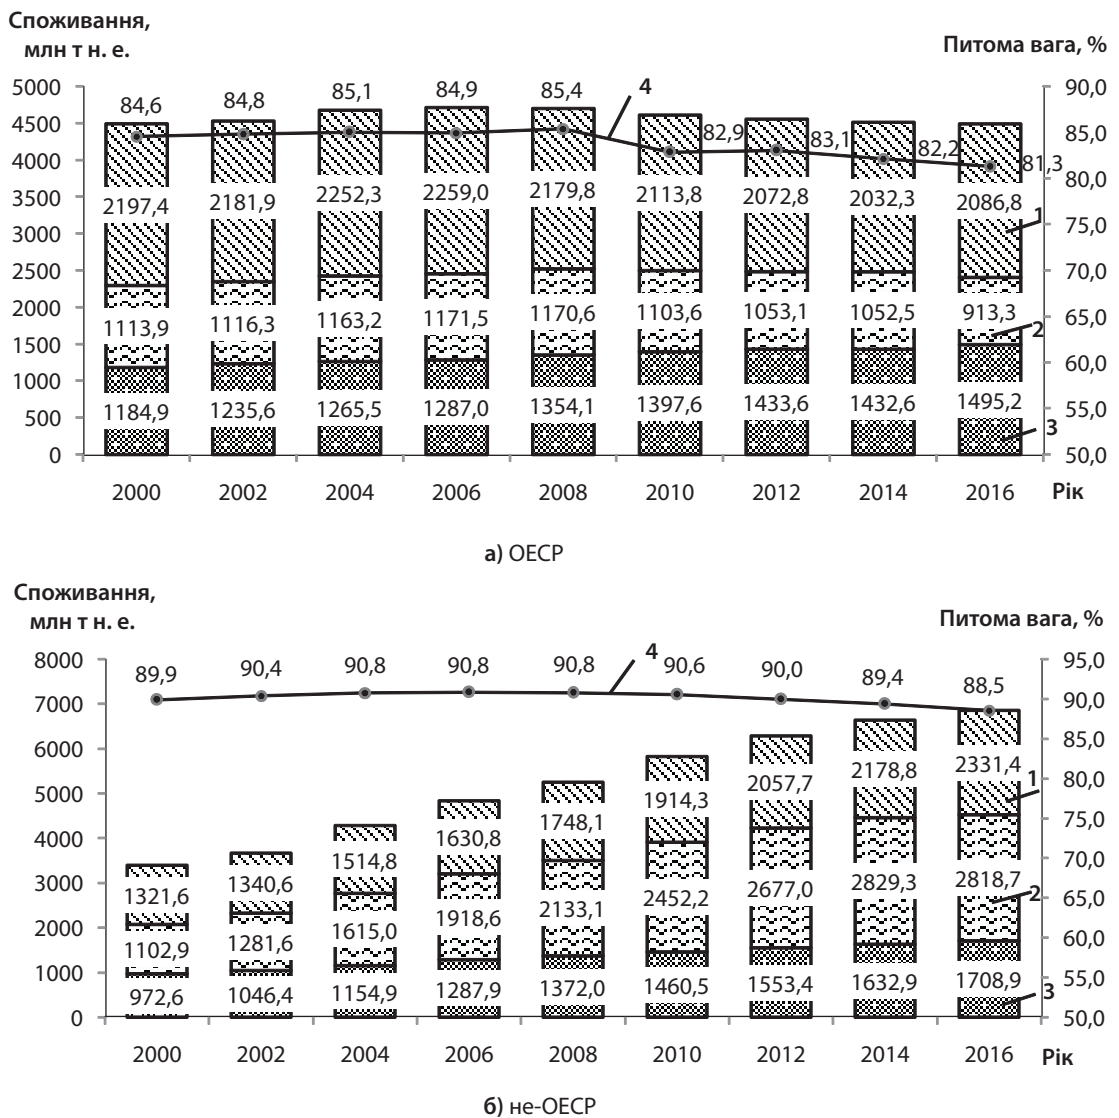 Споживання,
млн т н. е.
Питома вага, %
5000
4500
4000
3500
3000
2500
2000
1500
1000
500
0
90,0
85,0
80,0
75,0
70,0
65,0
60,0
55,0
50,0
84,6 84,8 85,1 84,9 85,4 82,9 83,1 82,2 81,3
4
2197,4 2181,9 2252,3 2259,0 2179,8 2113,8 2072,8 2032,3 2086,8
1
1113,9 1116,3 1163,2 1171,5 1170,6 1103,6 1053,1 1052,5 913,3
2
1184,9 1235,6 1265,5 1287,0 1354,1 1397,6 1433,6 1432,6 1495,2
3
2000 2002 2004 2006 2008 2010 2012 2014 2016 Рік
а) ОЕСР
Споживання,
млн т н. е.
Питома вага, %
8000
7000
6000
5000
4000
3000
2000
1000
0
95,0
90,0
85,0
80,0
75,0
70,0
65,0
60,0
55,0
50,0
89,9 90,4 90,8 90,8 90,8 90,6 90,0 89,4 88,5
4
1321,6 1340,6 1514,8 1630,8 1748,1 1914,3 2057,7 2178,8 2331,4
1
1102,9 1281,6 1615,0 1918,6 2133,1 2452,2 2677,0 2829,3 2818,7
2
972,6 1046,4 1154,9 1287,9 1372,0 1460,5 1553,4 1632,9 1708,9
3
2000 2002 2004 2006 2008 2010 2012 2014 2016 Рік
б) не-ОЕСР